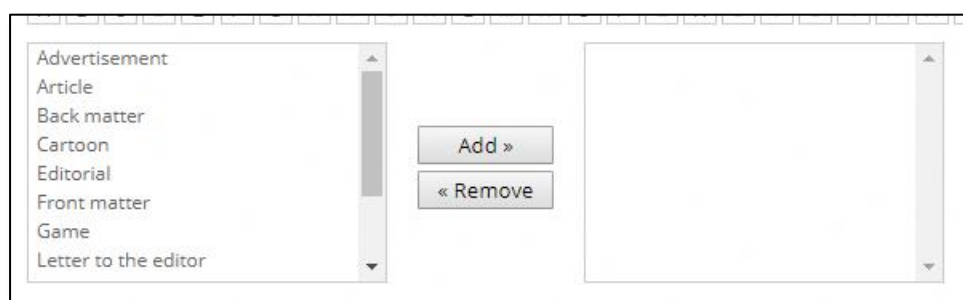 Advertisement
Article
Back matter
Cartoon
Editorial
Front matter
Game
Letter to the editor
Add »
« Remove